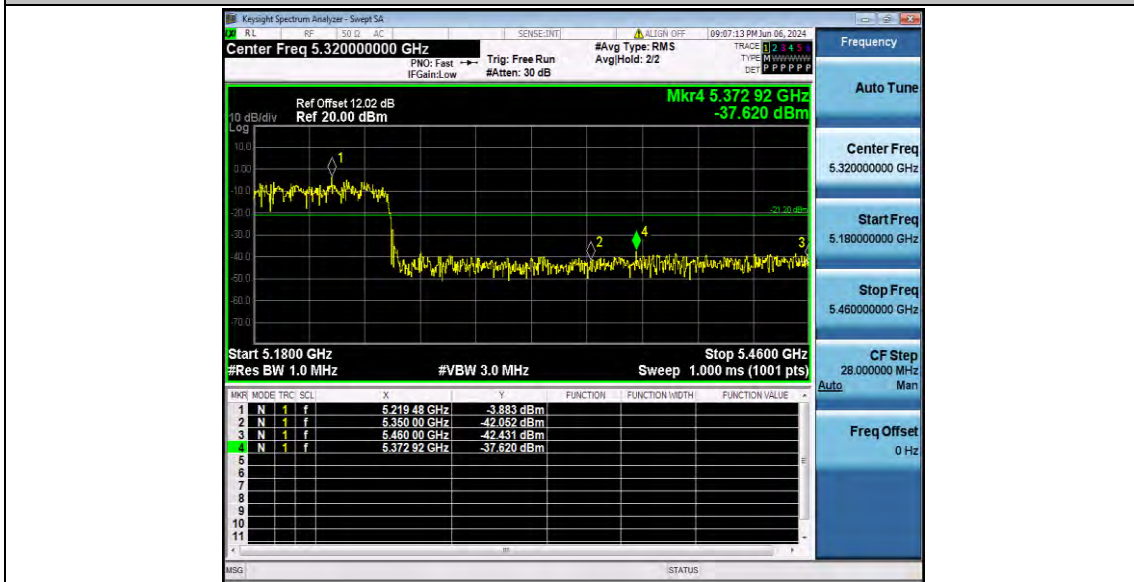 Keysight Spectrum Analyzer - Swept SA
RL RF 50 Ω AC SENSE:INT ALIGN OFF 09:07:13 PM Jun 06, 2024
Center Freq 5.320000000 GHz #Avg Type: RMS TRACE 1 2 3 4 5 6
PNO: Fast Trig: Free Run Avg|Hold: 2/2 TYPE M WWWWW
IFGain:Low #Atten: 30 dB DET P P P P P P
Mkr4 5.372 92 GHz
Ref Offset 12.02 dB
10 dB/div Ref 20.00 dBm -37.620 dBm
Log
10.0
0.00
-10.0
-20.0
-30.0
-40.0
-50.0
-60.0
-70.0
1
-21.20 dBm
2
4
3
Start 5.1800 GHz Stop 5.4600 GHz
#Res BW 1.0 MHz #VBW 3.0 MHz Sweep 1.000 ms (1001 pts)
MKR MODE TRC SCL X Y FUNCTION FUNCTION WIDTH FUNCTION VALUE
1 N 1 f 5.219 48 GHz -3.883 dBm
2 N 1 f 5.350 00 GHz -42.052 dBm
3 N 1 f 5.460 00 GHz -42.431 dBm
4 N 1 f 5.372 92 GHz -37.620 dBm
5
6
7
8
9
10
11
MSG STATUS
Frequency
Auto Tune
Center Freq
5.320000000 GHz
Start Freq
5.180000000 GHz
Stop Freq
5.460000000 GHz
CF Step
28.000000 MHz
Auto Man
Freq Offset
0 Hz